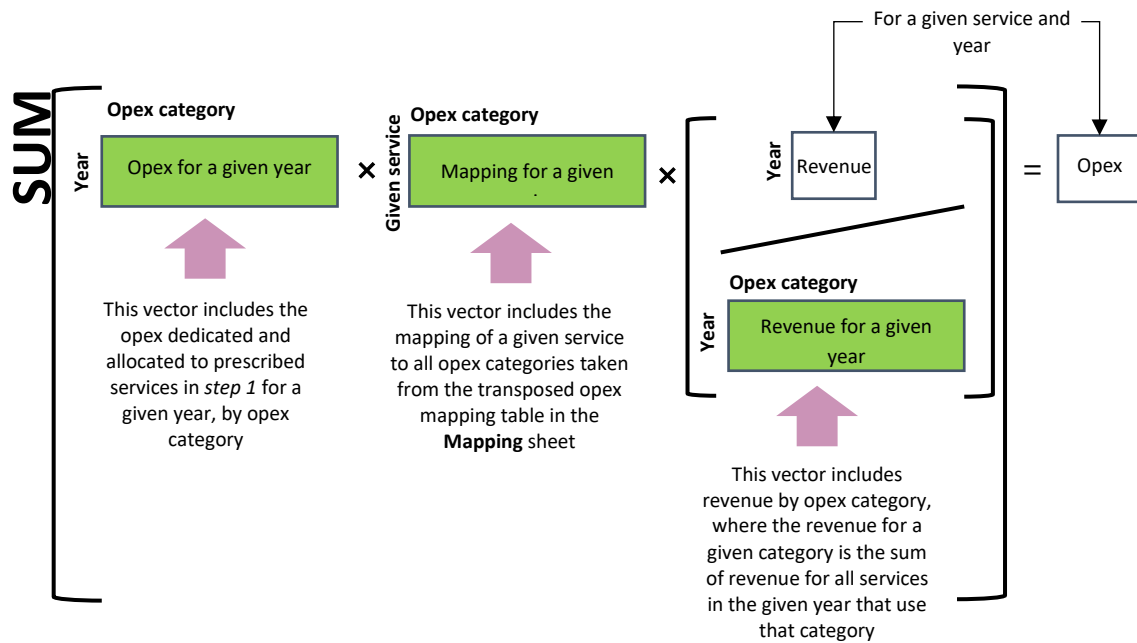 For a given service and
year
SUM
Opex category
Year
Opex for a given year
×
Opex category
Given service
Mapping for a given
×
Year
Revenue
=
Opex
Opex category
Year
Revenue for a given
year
This vector includes the
opex dedicated and
allocated to prescribed
services in step 1 for a
given year, by opex
category
This vector includes the
mapping of a given service
to all opex categories taken
from the transposed opex
mapping table in the
Mapping sheet
This vector includes
revenue by opex category,
where the revenue for a
given category is the sum
of revenue for all services
in the given year that use
that category